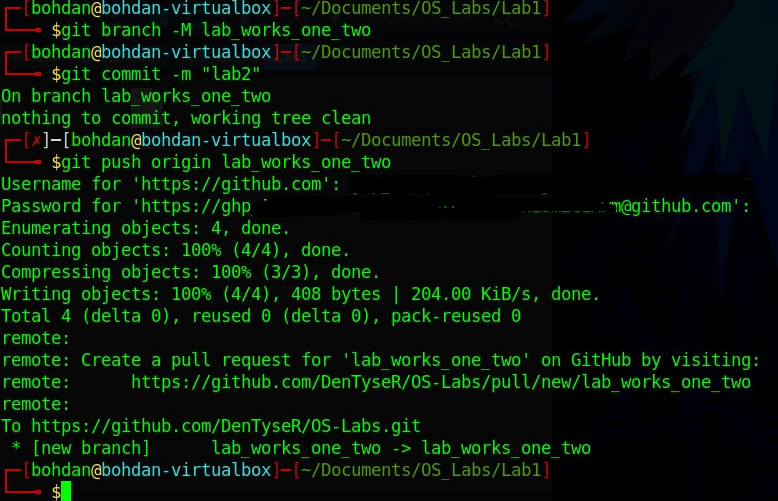 ┌─[bohdan@bohdan-virtualbox]─[~/Documents/OS_Labs/Lab1]
└──╼ $git branch -M lab_works_one_two
┌─[bohdan@bohdan-virtualbox]─[~/Documents/OS_Labs/Lab1]
└──╼ $git commit -m "lab2"
On branch lab_works_one_two
nothing to commit, working tree clean
┌─[✗]─[bohdan@bohdan-virtualbox]─[~/Documents/OS_Labs/Lab1]
└──╼ $git push origin lab_works_one_two
Username for 'https://github.com':
Password for 'https://ghp_ m@github.com':
Enumerating objects: 4, done.
Counting objects: 100% (4/4), done.
Compressing objects: 100% (3/3), done.
Writing objects: 100% (4/4), 408 bytes | 204.00 KiB/s, done.
Total 4 (delta 0), reused 0 (delta 0), pack-reused 0
remote:
remote: Create a pull request for 'lab_works_one_two' on GitHub by visiting:
remote:      https://github.com/DenTyseR/OS-Labs/pull/new/lab_works_one_two
remote:
To https://github.com/DenTyseR/OS-Labs.git
 * [new branch]      lab_works_one_two -> lab_works_one_two
┌─[bohdan@bohdan-virtualbox]─[~/Documents/OS_Labs/Lab1]
└──╼ $